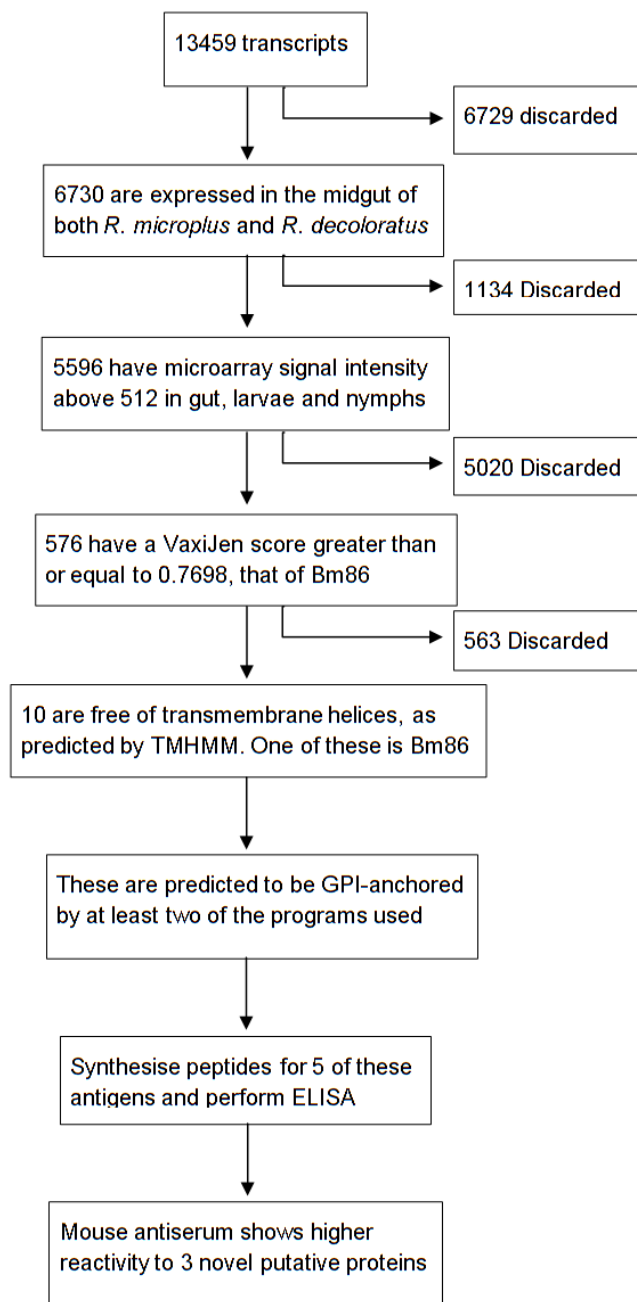 13459 transcripts
6729 discarded
6730 are expressed in the midgut of
both R. microplus and R. decoloratus
1134 Discarded
5596 have microarray signal intensity
above 512 in gut, larvae and nymphs
5020 Discarded
576 have a VaxiJen score greater than
or equal to 0.7698, that of Bm86
563 Discarded
10 are free of transmembrane helices, as
predicted by TMHMM. One of these is Bm86
These are predicted to be GPI-anchored
by at least two of the programs used
Synthesise peptides for 5 of these
antigens and perform ELISA
Mouse antiserum shows higher
reactivity to 3 novel putative proteins